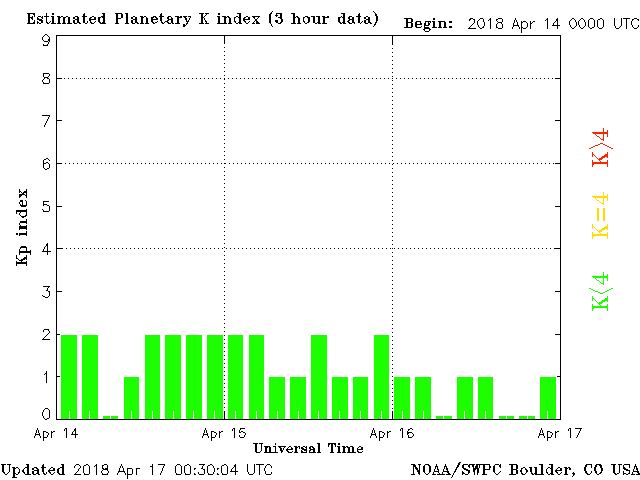 Estimated Planetary K index (3 hour data)
Begin: 2018 Apr 14 0000 UTC
9
8
7
6
5
4
3
2
1
0
Kp index
K>4
K=4
K<4
Apr 14
Apr 15
Apr 16
Apr 17
Universal Time
Updated 2018 Apr 17 00:30:04 UTC
NOAA/SWPC Boulder, CO USA